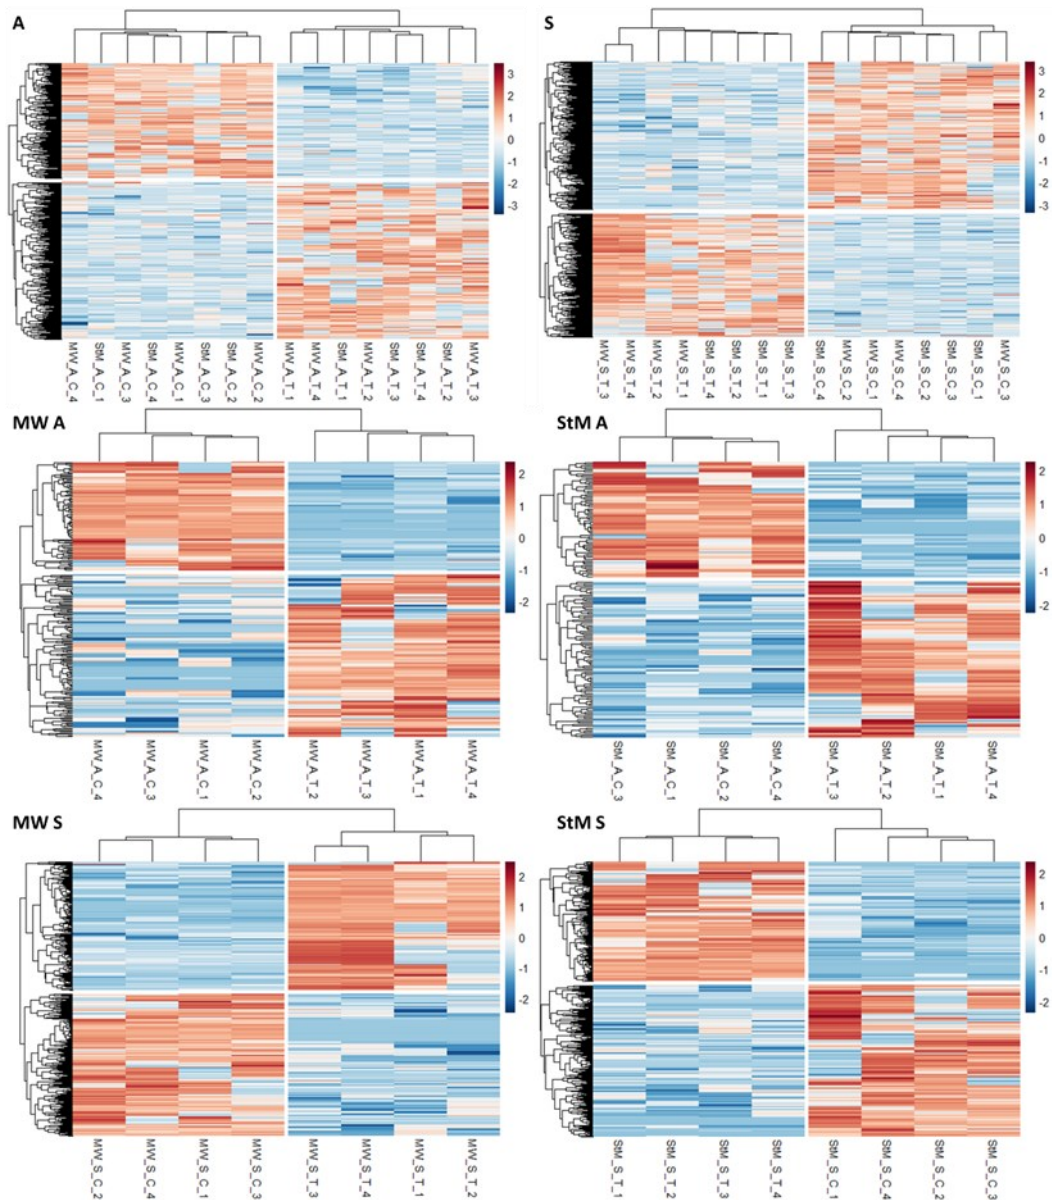 A
S
3
2
1
0
-1
-2
-3
3
2
1
0
-1
-2
-3
MW_A_C_4
StM_A_C_1
MW_A_C_3
StM_A_C_4
MW_A_C_1
StM_A_C_3
StM_A_C_2
MW_A_C_2
MW_A_T_1
MW_A_T_4
StM_A_T_1
MW_A_T_2
StM_A_T_3
StM_A_T_4
StM_A_T_2
MW_A_T_3
MW_S_T_3
MW_S_T_4
MW_S_T_2
MW_S_T_1
StM_S_T_4
StM_S_T_2
StM_S_T_1
StM_S_T_3
StM_S_C_4
MW_S_C_2
MW_S_C_1
MW_S_C_4
StM_S_C_2
StM_S_C_3
StM_S_C_1
MW_S_C_3
MW A
StM A
2
1
0
-1
-2
2
1
0
-1
-2
MW_A_C_4
MW_A_C_3
MW_A_C_1
MW_A_C_2
MW_A_T_2
MW_A_T_3
MW_A_T_1
MW_A_T_4
StM_A_C_3
StM_A_C_1
StM_A_C_2
StM_A_C_4
StM_A_T_3
StM_A_T_2
StM_A_T_1
StM_A_T_4
MW S
StM S
2
1
0
-1
-2
2
1
0
-1
-2
MW_S_C_2
MW_S_C_4
MW_S_C_1
MW_S_C_3
MW_S_T_3
MW_S_T_4
MW_S_T_1
MW_S_T_2
StM_S_T_1
StM_S_T_2
StM_S_T_3
StM_S_T_4
StM_S_C_1
StM_S_C_4
StM_S_C_2
StM_S_C_3